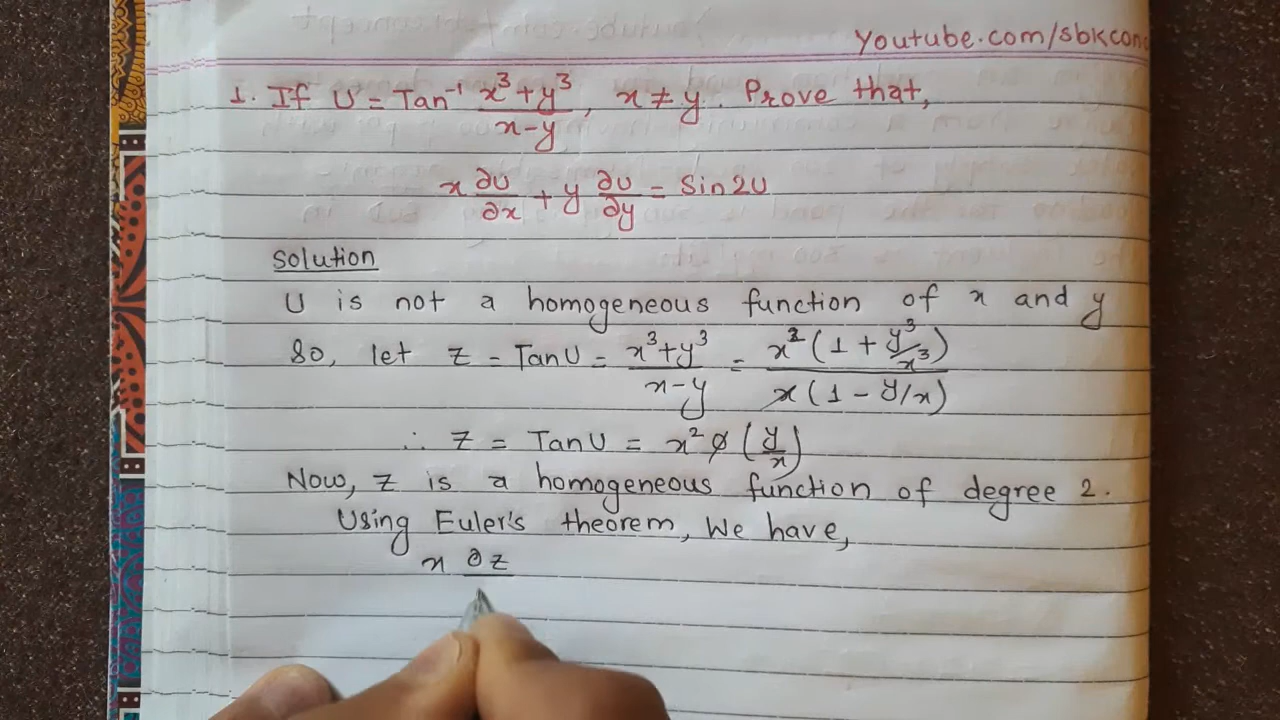 Youtube.com/sbkconc
1. If U = Tan⁻¹ x³+y³/x-y, x ≠ y. Prove that,
x ∂U/∂x + y ∂U/∂y = Sin2U
Solution
U is not a homogeneous function of x and y
So, let Z = TanU = x³+y³/x-y = x²(1 + y³/x³)/x(1 - y/x)
∴ Z = TanU = x² ø (y/x)
Now, Z is a homogeneous function of degree 2.
Using Euler's theorem, We have,
x ∂z